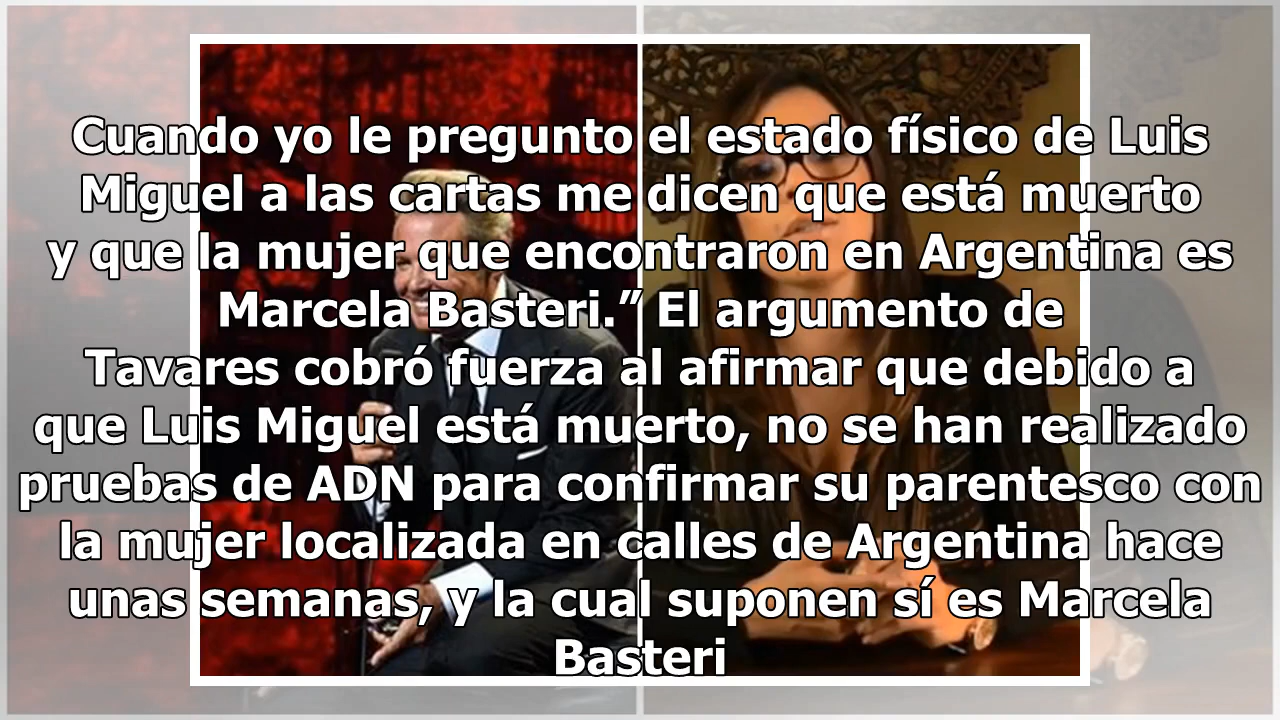 Cuando yo le pregunto el estado físico de Luis
Miguel a las cartas me dicen que está muerto
y que la mujer que encontraron en Argentina es
Marcela Basteri.” El argumento de
Tavares cobró fuerza al afirmar que debido a
que Luis Miguel está muerto, no se han realizado
pruebas de ADN para confirmar su parentesco con
la mujer localizada en calles de Argentina hace
unas semanas, y la cual suponen sí es Marcela
Basteri